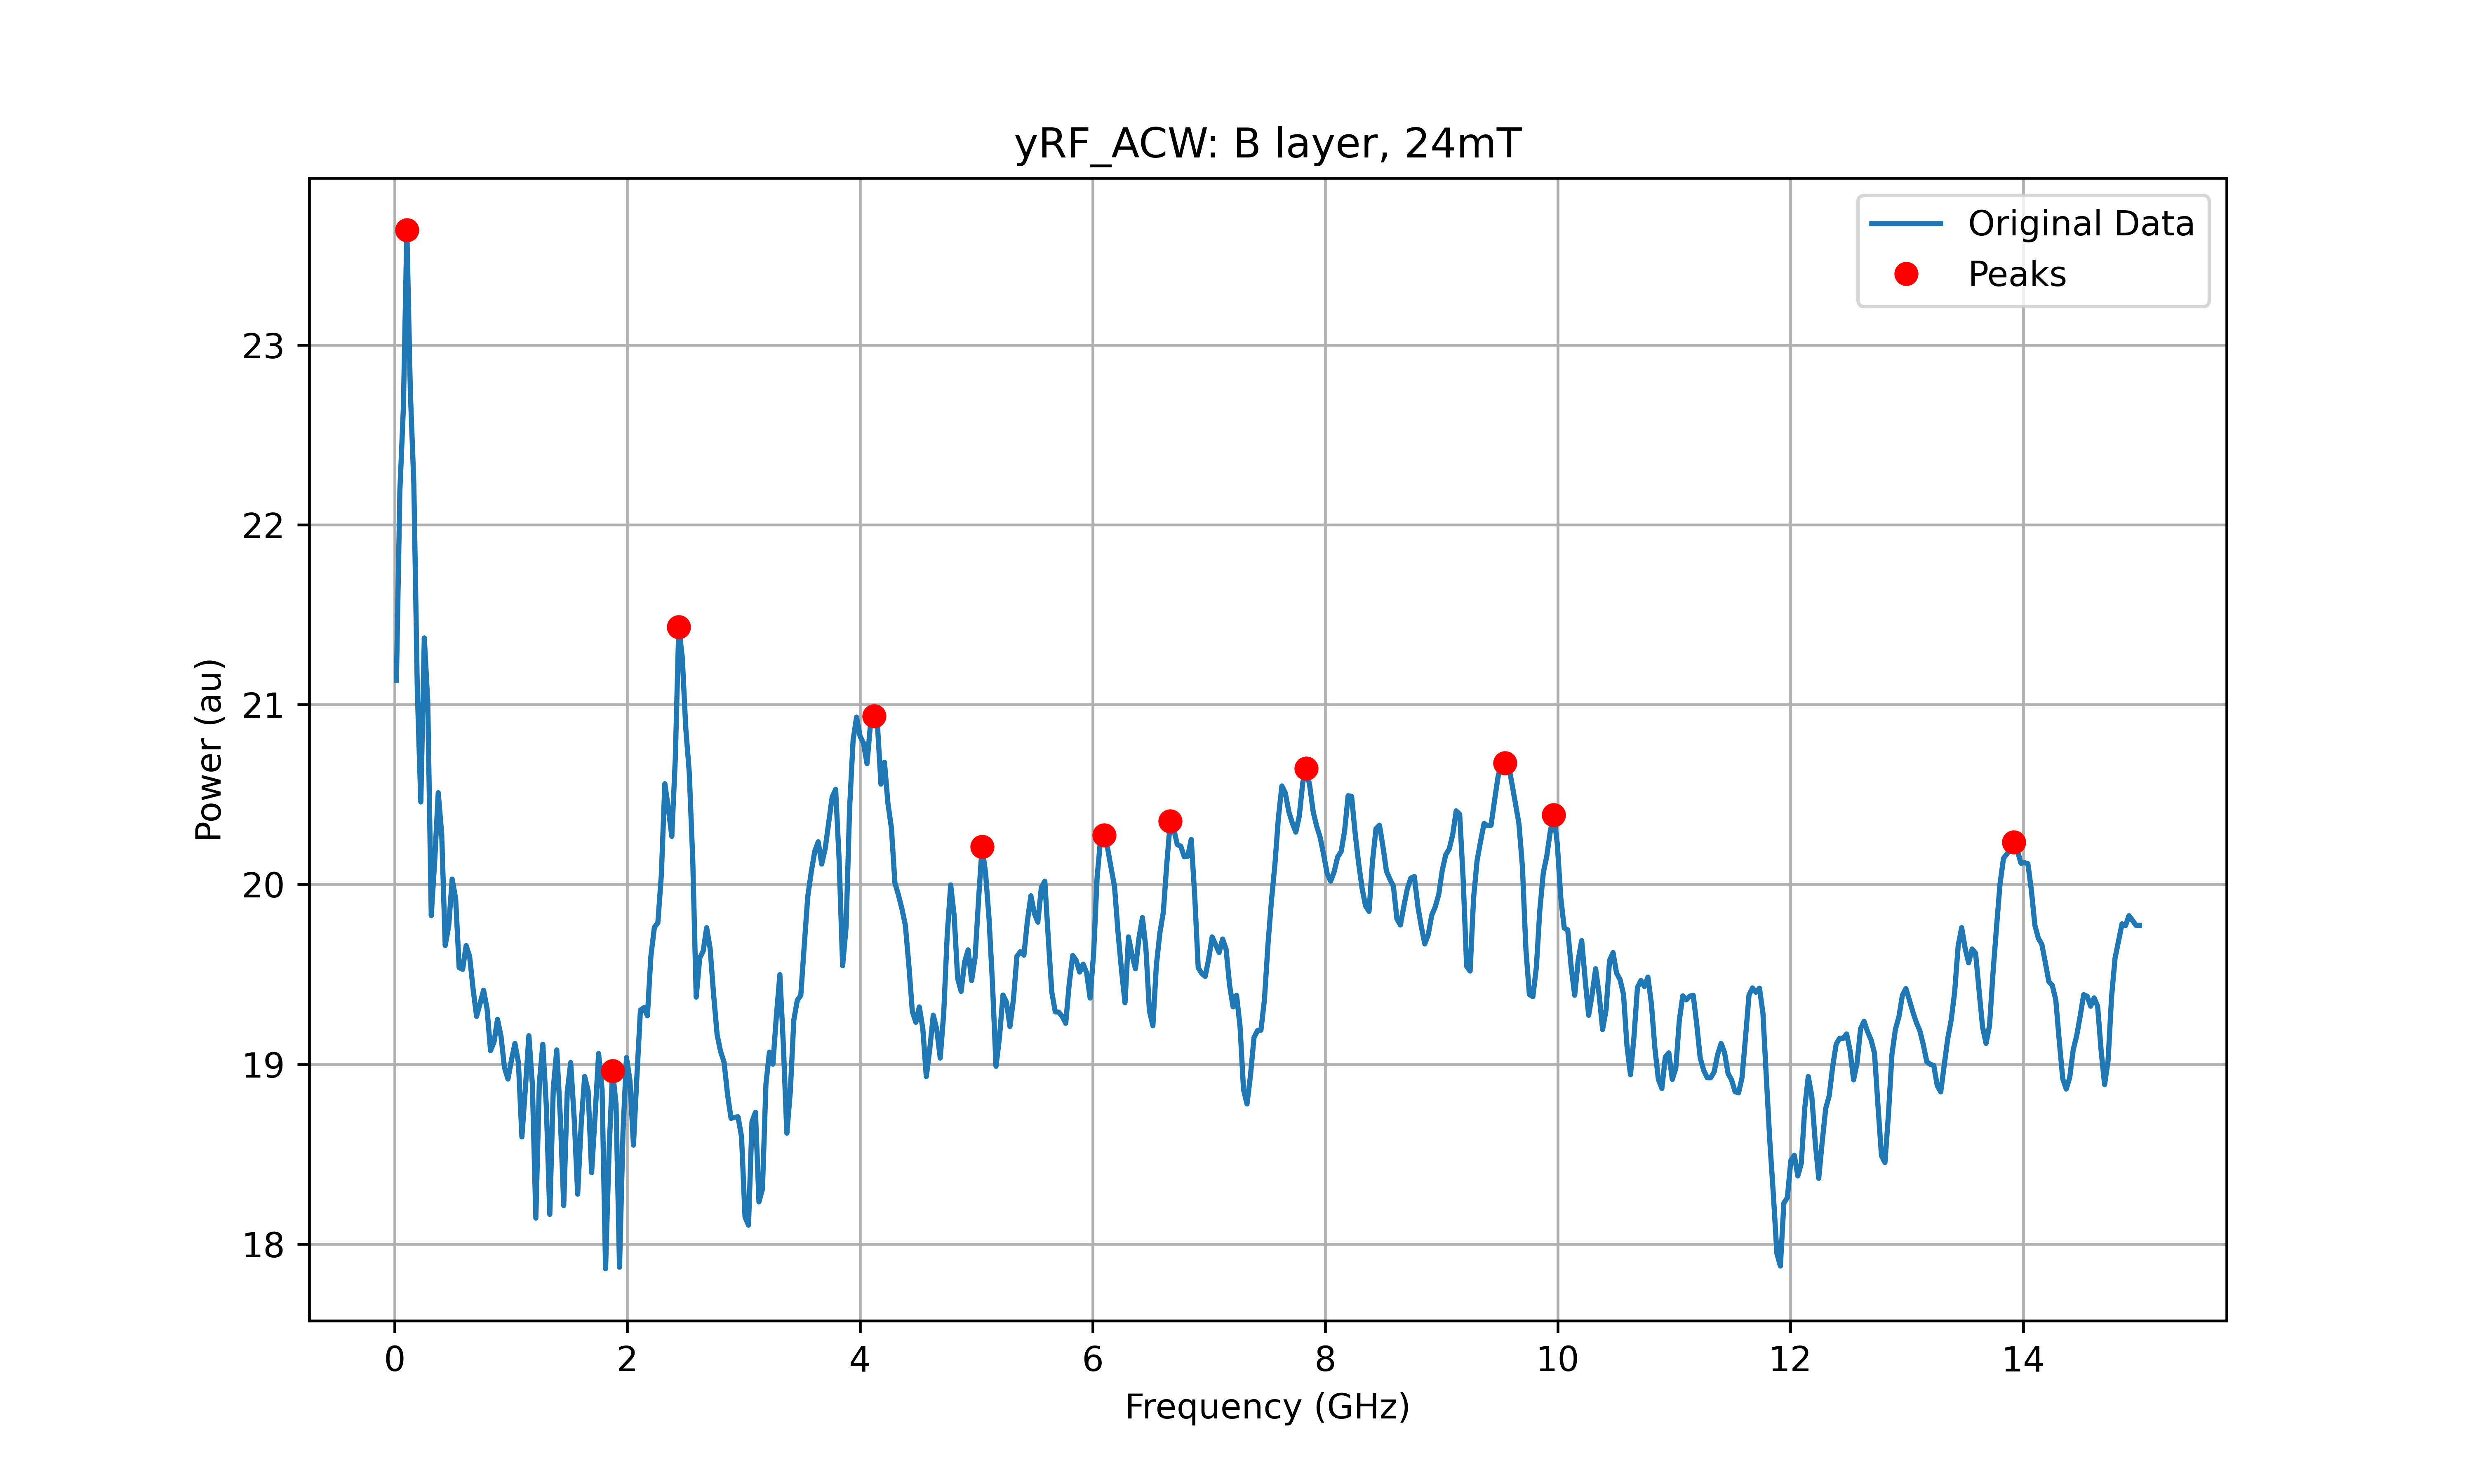 yRF_ACW: B layer, 24mT
Original Data
Peaks
23
22
21
20
19
18
Power (au)
0 2 4 6 8 10 12 14
Frequency (GHz)